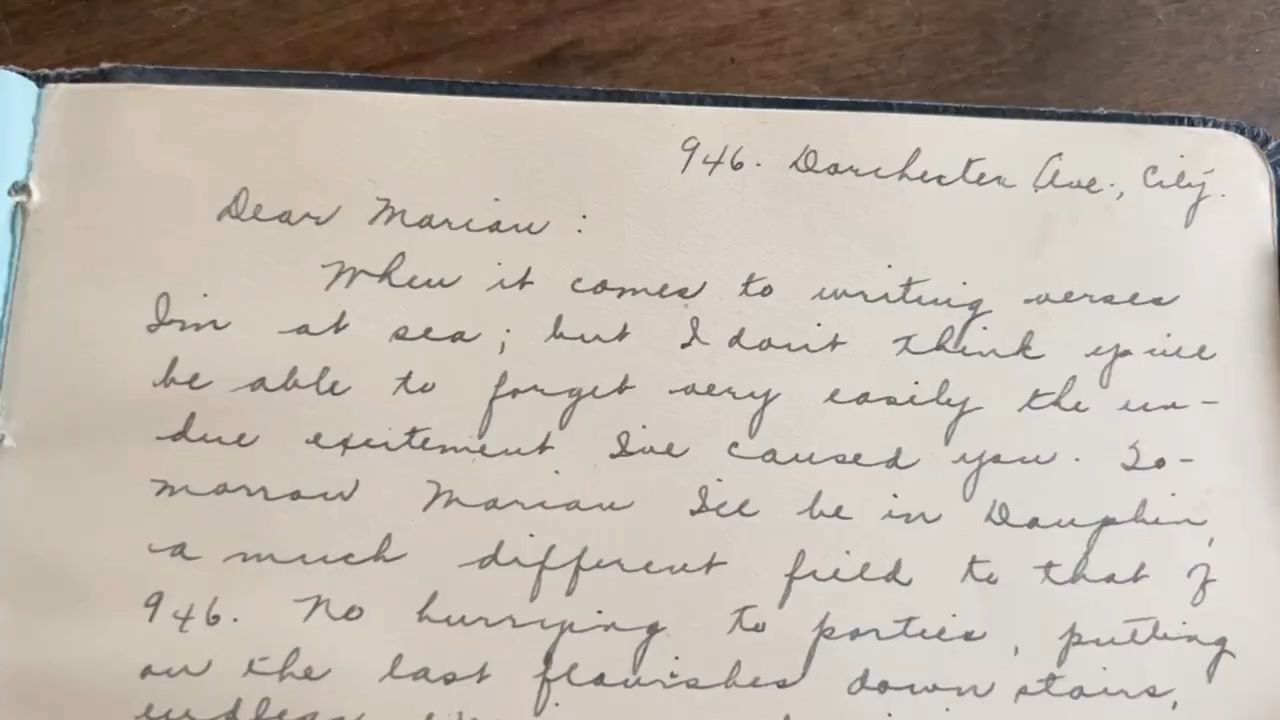 946. Dorchester Ave., City.
Dear Marian :
When it comes to writing verses
I'm at sea ; but I don't think you'll
be able to forget very easily the un-
due excitement I've caused you. To-
morrow Marian I'll be in Dauphin,
a much different field to that of
946. No hurrying to parties, putting
on the last flourishes down stairs,
endless